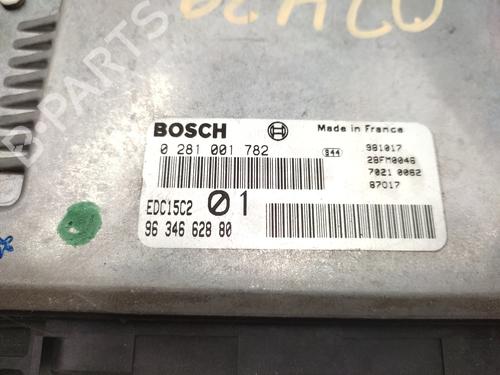 B-PARTS
BOSCH Made in France
0 281 001 782 S44 981017
28FM0046
7021 0062
87017
EDC15C2 01
96 346 628 80